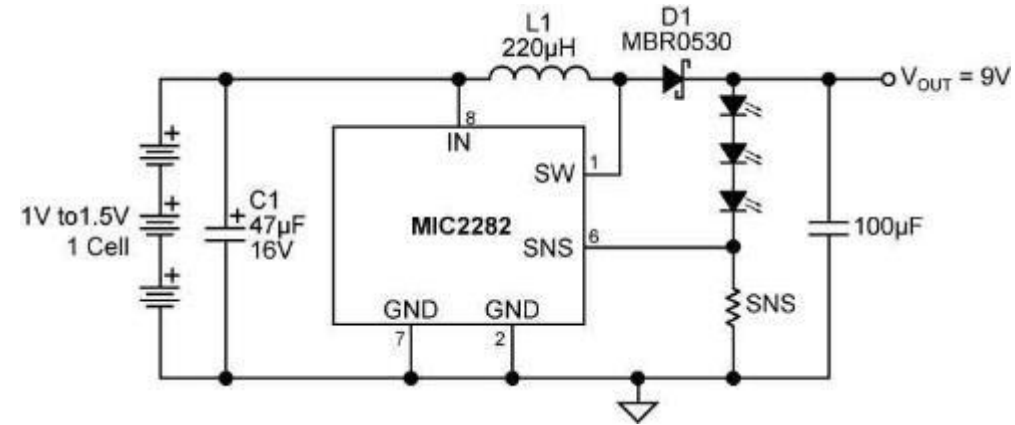 L1
220µH
D1
MBR0530
V_OUT = 9V
8
IN
SW
1
+
+
+
1V to1.5V
1 Cell
+
C1
47µF
16V
MIC2282
SNS
6
100µF
GND
GND
SNS
7
2